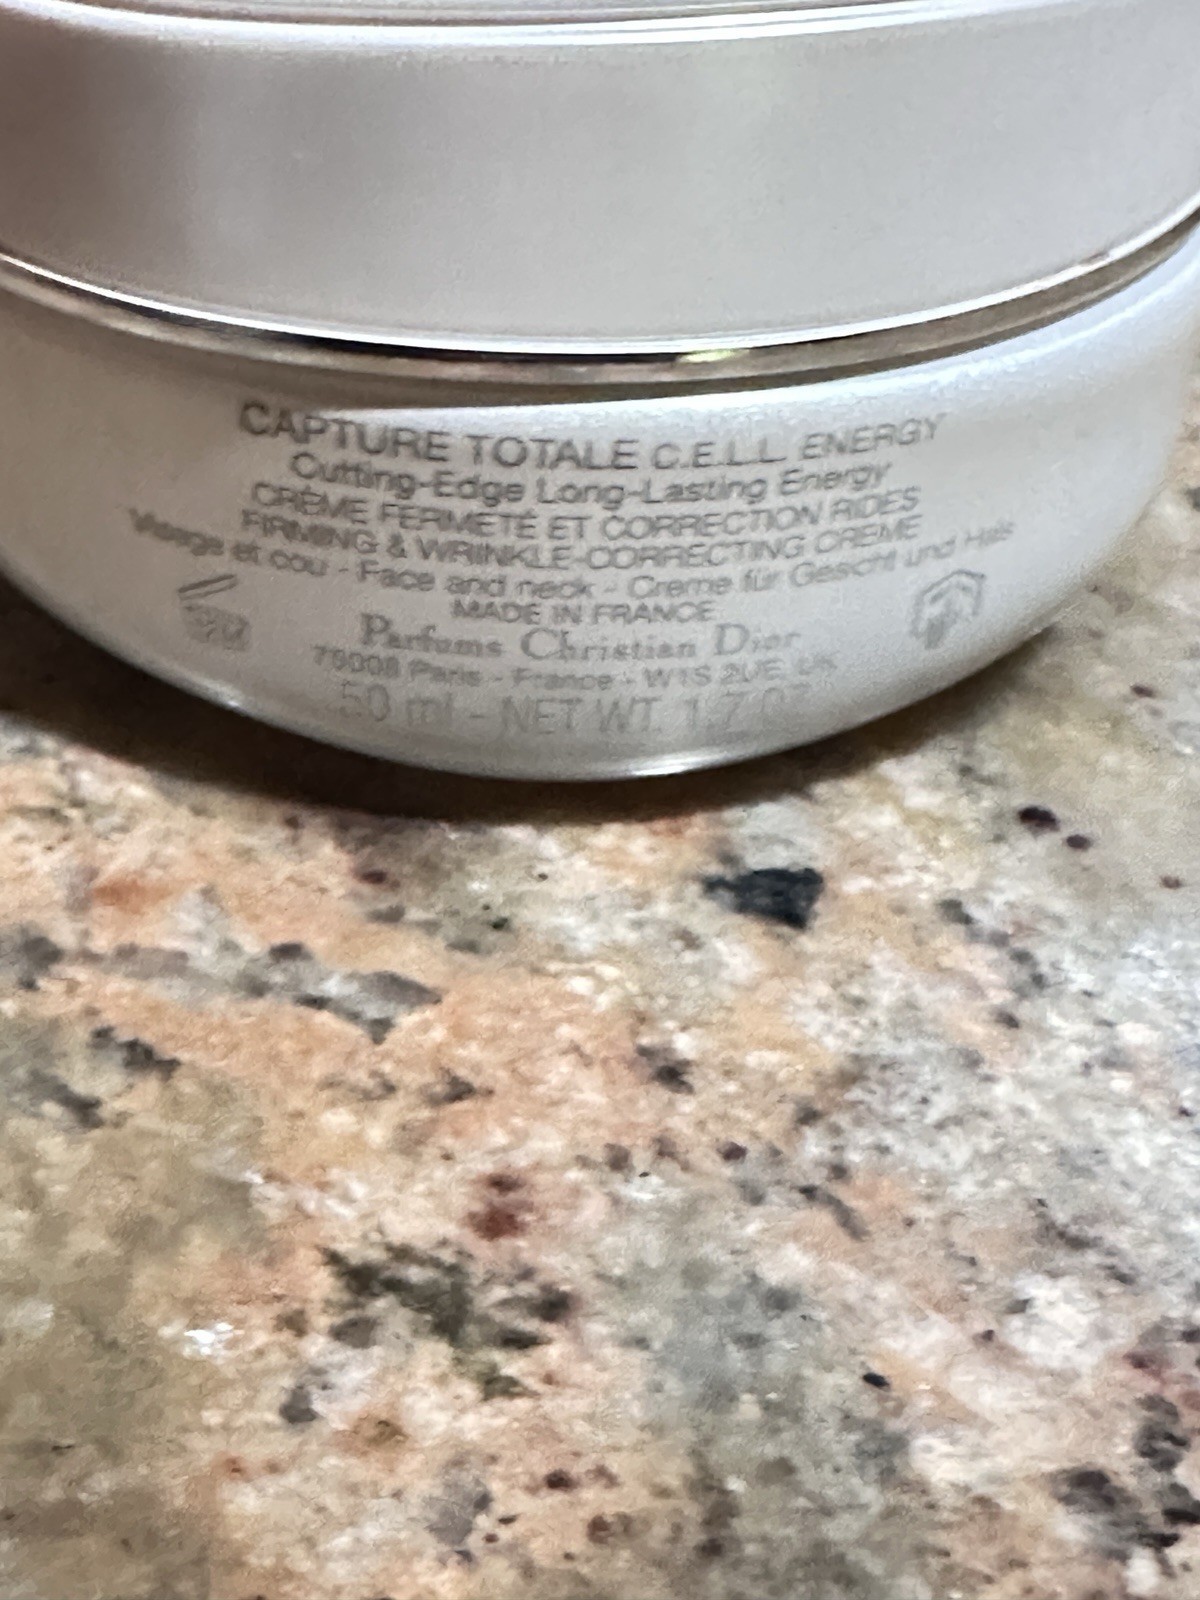 CAPTURE TOTALE C.E.L.L. ENERGY
Cutting-Edge Long-Lasting Energy
CRÈME FERMETÉ ET CORRECTION RIDES
FIRMING & WRINKLE-CORRECTING CREME
Visage et cou - Face and neck - Creme für Gesicht und Hals
MADE IN FRANCE
Parfums Christian Dior
75008 Paris - France - W1S 2UE UK
50 ml - NET WT. 1.7 OZ